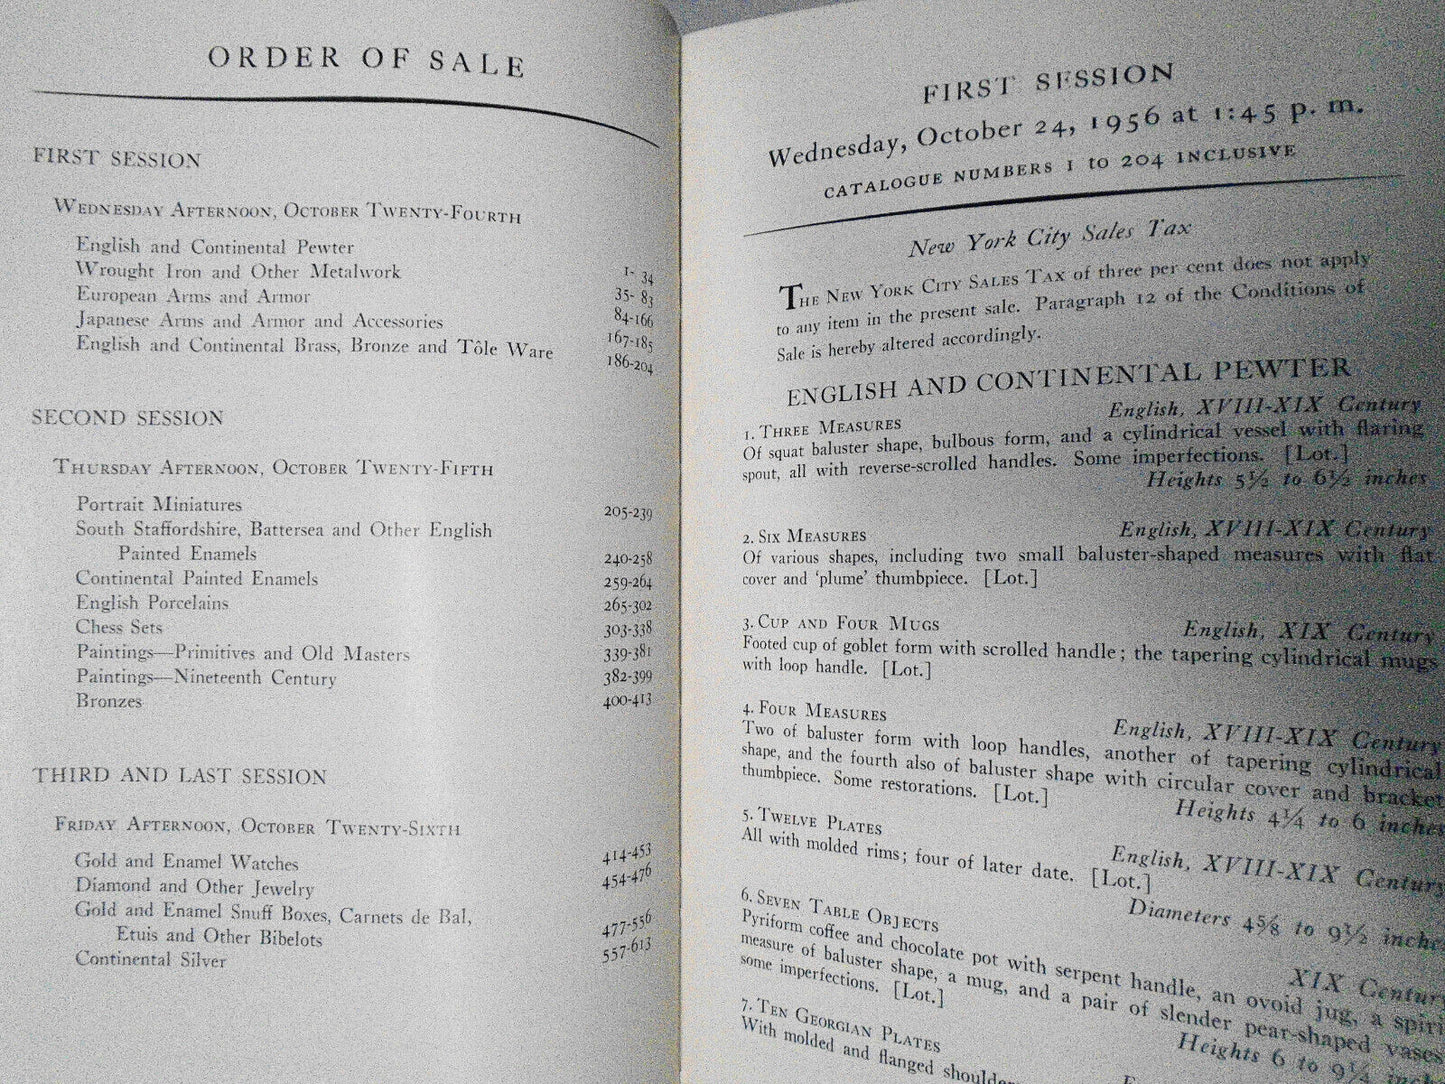 ORDER OF SALE
FIRST SESSION
WEDNESDAY AFTERNOON, OCTOBER TWENTY-FOURTH
English and Continental Pewter 1- 34
Wrought Iron and Other Metalwork 35- 83
European Arms and Armor 84-166
Japanese Arms and Armor and Accessories 167-185
English and Continental Brass, Bronze and Tôle Ware 186-204
SECOND SESSION
THURSDAY AFTERNOON, OCTOBER TWENTY-FIFTH
Portrait Miniatures 205-239
South Staffordshire, Battersea and Other English
Painted Enamels 240-258
Continental Painted Enamels 259-264
English Porcelains 265-302
Chess Sets 303-338
Paintings—Primitives and Old Masters 339-381
Paintings—Nineteenth Century 382-399
Bronzes 400-413
THIRD AND LAST SESSION
FRIDAY AFTERNOON, OCTOBER TWENTY-SIXTH
Gold and Enamel Watches 414-453
Diamond and Other Jewelry 454-476
Gold and Enamel Snuff Boxes, Carnets de Bal,
Etuis and Other Bibelots 477-556
Continental Silver 557-613
FIRST SESSION
Wednesday, October 24, 1956 at 1:45 p. m.
CATALOGUE NUMBERS 1 to 204 INCLUSIVE
New York City Sales Tax
THE NEW YORK CITY SALES TAX of three per cent does not apply
to any item in the present sale. Paragraph 12 of the Conditions of
Sale is hereby altered accordingly.
ENGLISH AND CONTINENTAL PEWTER
1. THREE MEASURES English, XVIII-XIX Century
Of squat baluster shape, bulbous form, and a cylindrical vessel with flaring
spout, all with reverse-scrolled handles. Some imperfections. [Lot.]
Heights 5½ to 6½ inches
2. SIX MEASURES English, XVIII-XIX Century
Of various shapes, including two small baluster-shaped measures with flat
cover and 'plume' thumbpiece. [Lot.]
3. CUP AND FOUR MUGS English, XIX Century
Footed cup of goblet form with scrolled handle; the tapering cylindrical mugs
with loop handle. [Lot.]
4. FOUR MEASURES English, XVIII-XIX Century
Two of baluster form with loop handles, another of tapering cylindrical
shape, and the fourth also of baluster shape with circular cover and bracket
thumbpiece. Some restorations. [Lot.] Heights 4¼ to 6 inches
5. TWELVE PLATES English, XVIII-XIX Century
All with molded rims; four of later date. [Lot.]
Diameters 4⅝ to 9½ inche
6. SEVEN TABLE OBJECTS XIX Centur
Pyriform coffee and chocolate pot with serpent handle, an ovoid jug, a spiri
measure of baluster shape, a mug, and a pair of slender pear-shaped vases
some imperfections. [Lot.] Heights 6 to 9¼ inch
7. TEN GEORGIAN PLATES
With molded and flanged shoulder